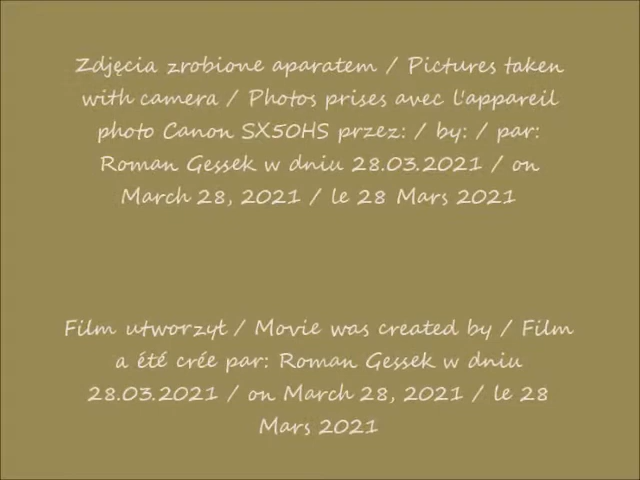 Zdjęcia zrobione aparatem / Pictures taken
with camera / Photos prises avec l'appareil
photo Canon SX50HS przez: / by: / par:
Roman Gessek w dniu 28.03.2021 / on
March 28, 2021 / le 28 Mars 2021
Film utworzył / Movie was created by / Film
a été crée par: Roman Gessek w dniu
28.03.2021 / on March 28, 2021 / le 28
Mars 2021